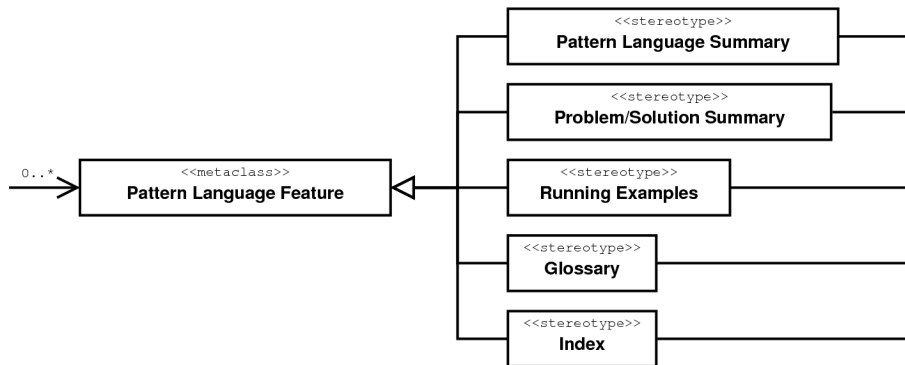 <<stereotype>>
Pattern Language Summary
<<stereotype>>
Problem/Solution Summary
0..*
<<metaclass>>
Pattern Language Feature
<<stereotype>>
Running Examples
<<stereotype>>
Glossary
<<stereotype>>
Index